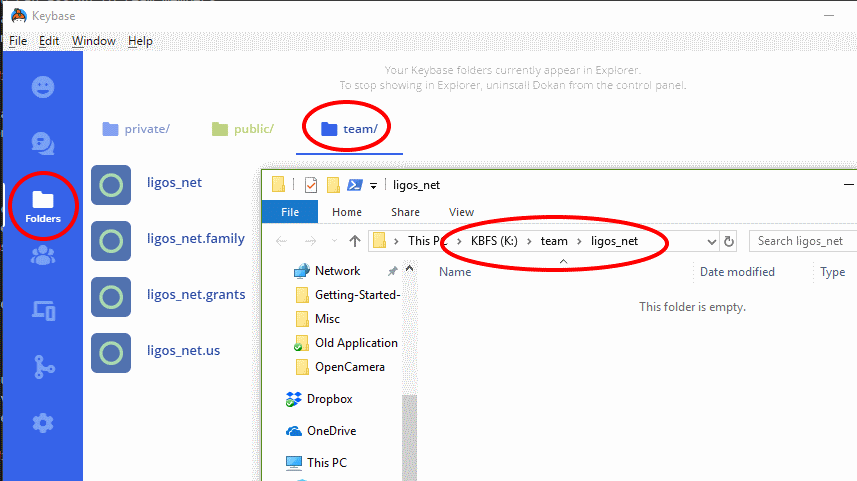 Keybase
File Edit Window Help
Your Keybase folders currently appear in Explorer.
To stop showing in Explorer, uninstall Dokan from the control panel.
private/ public/ team/
ligos_net
ligos_net.family
ligos_net.grants
ligos_net.us
Folders
ligos_net
File Home Share View
This PC KBFS (K:) team ligos_net
Search ligos_net
Name Date modified Type
This folder is empty.
Network
Getting-Started-
Misc
Old Application
OpenCamera
Dropbox
OneDrive
This PC